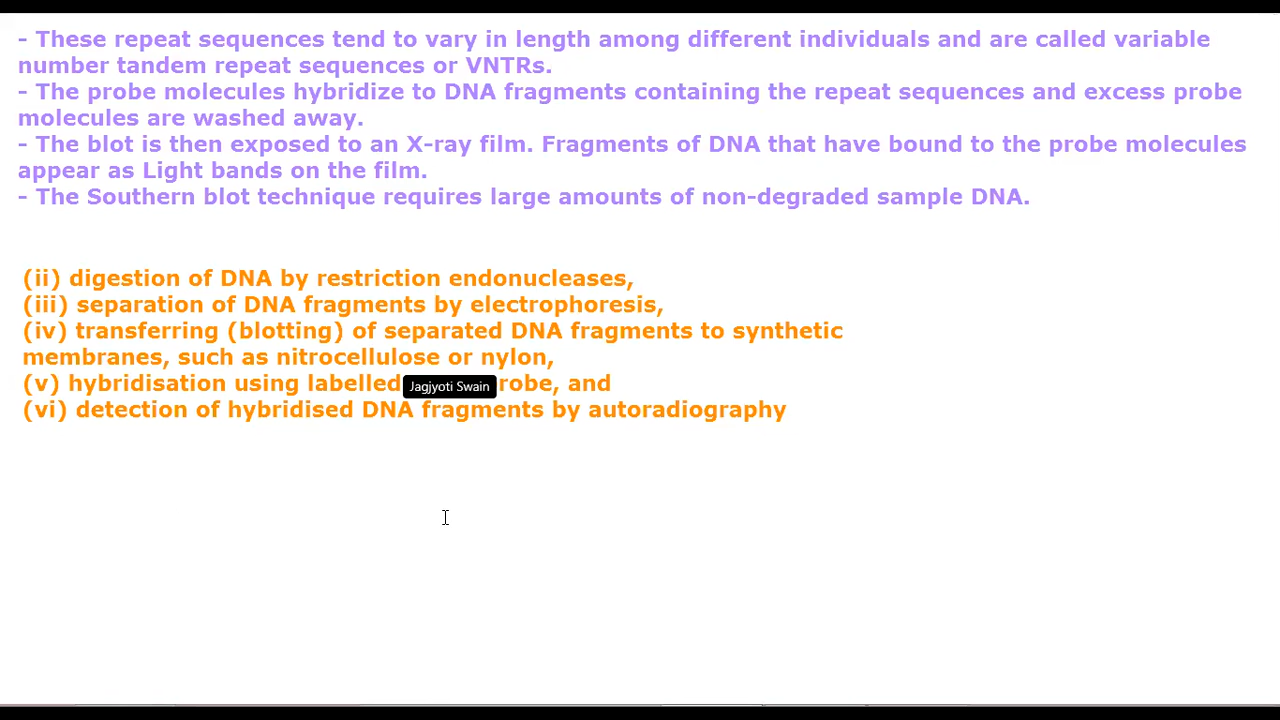 - These repeat sequences tend to vary in length among different individuals and are called variable
number tandem repeat sequences or VNTRs.
- The probe molecules hybridize to DNA fragments containing the repeat sequences and excess probe
molecules are washed away.
- The blot is then exposed to an X-ray film. Fragments of DNA that have bound to the probe molecules
appear as Light bands on the film.
- The Southern blot technique requires large amounts of non-degraded sample DNA.
(ii) digestion of DNA by restriction endonucleases,
(iii) separation of DNA fragments by electrophoresis,
(iv) transferring (blotting) of separated DNA fragments to synthetic
membranes, such as nitrocellulose or nylon,
(v) hybridisation using labelled Jagjyoti Swain robe, and
(vi) detection of hybridised DNA fragments by autoradiography